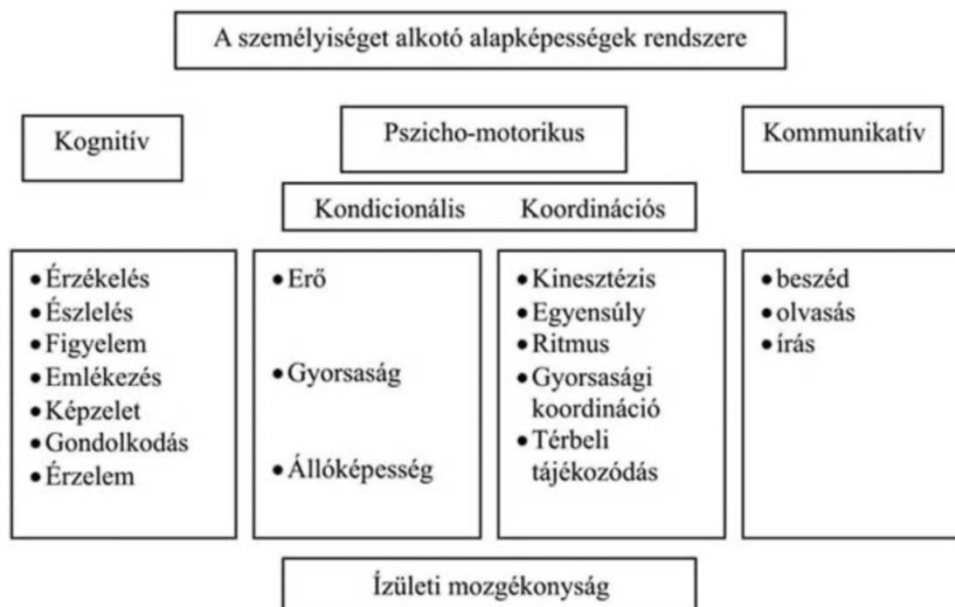 A személyiséget alkotó alapképességek rendszere
Kognitív
Pszicho-motorikus
Kommunikatív
Kondicionális Koordinációs
• Érzékelés
• Észlelés
• Figyelem
• Emlékezés
• Képzelet
• Gondolkodás
• Érzelem
• Erő
• Gyorsaság
• Állóképesség
• Kinesztézis
• Egyensúly
• Ritmus
• Gyorsasági
koordináció
• Térbeli
tájékozódás
• beszéd
• olvasás
• írás
Ízületi mozgékonyság